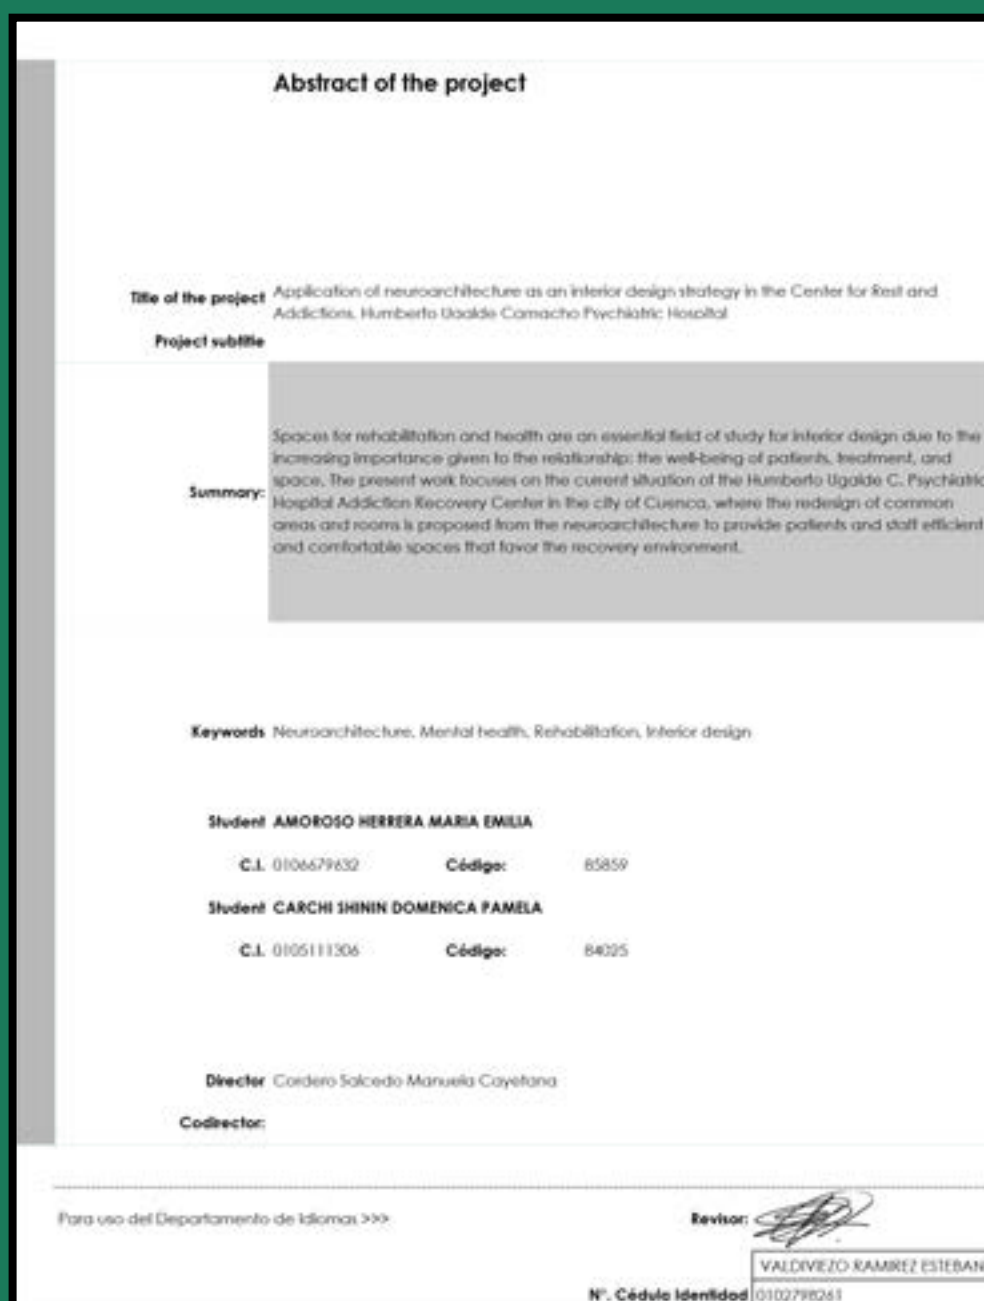 Abstract of the project
Title of the project Application of neuroarchitecture as an interior design strategy in the Center for Rest and
Addictions, Humberto Ugalde Camacho Psychiatric Hospital
Project subtitle
Spaces for rehabilitation and health are an essential field of study for interior design due to the
increasing importance given to the relationship: the well-being of patients, treatment, and
Summary: space. The present work focuses on the current situation of the Humberto Ugalde C. Psychiatric
Hospital Addiction Recovery Center in the city of Cuenca, where the redesign of common
areas and rooms is proposed from the neuroarchitecture to provide patients and staff efficient
and comfortable spaces that favor the recovery environment.
Keywords Neuroarchitecture, Mental health, Rehabilitation, Interior design
Student AMOROSO HERRERA MARIA EMILIA
C.I. 0106679632 Código: 85859
Student CARCHI SHININ DOMENICA PAMELA
C.I. 0105111306 Código: 84025
Director Cordero Salcedo Manuela Cayetana
Codirector:
Para uso del Departamento de Idiomas >>> Revisor:
VALDIVIEZO RAMIREZ ESTEBAN
N°. Cédula Identidad 0102798261